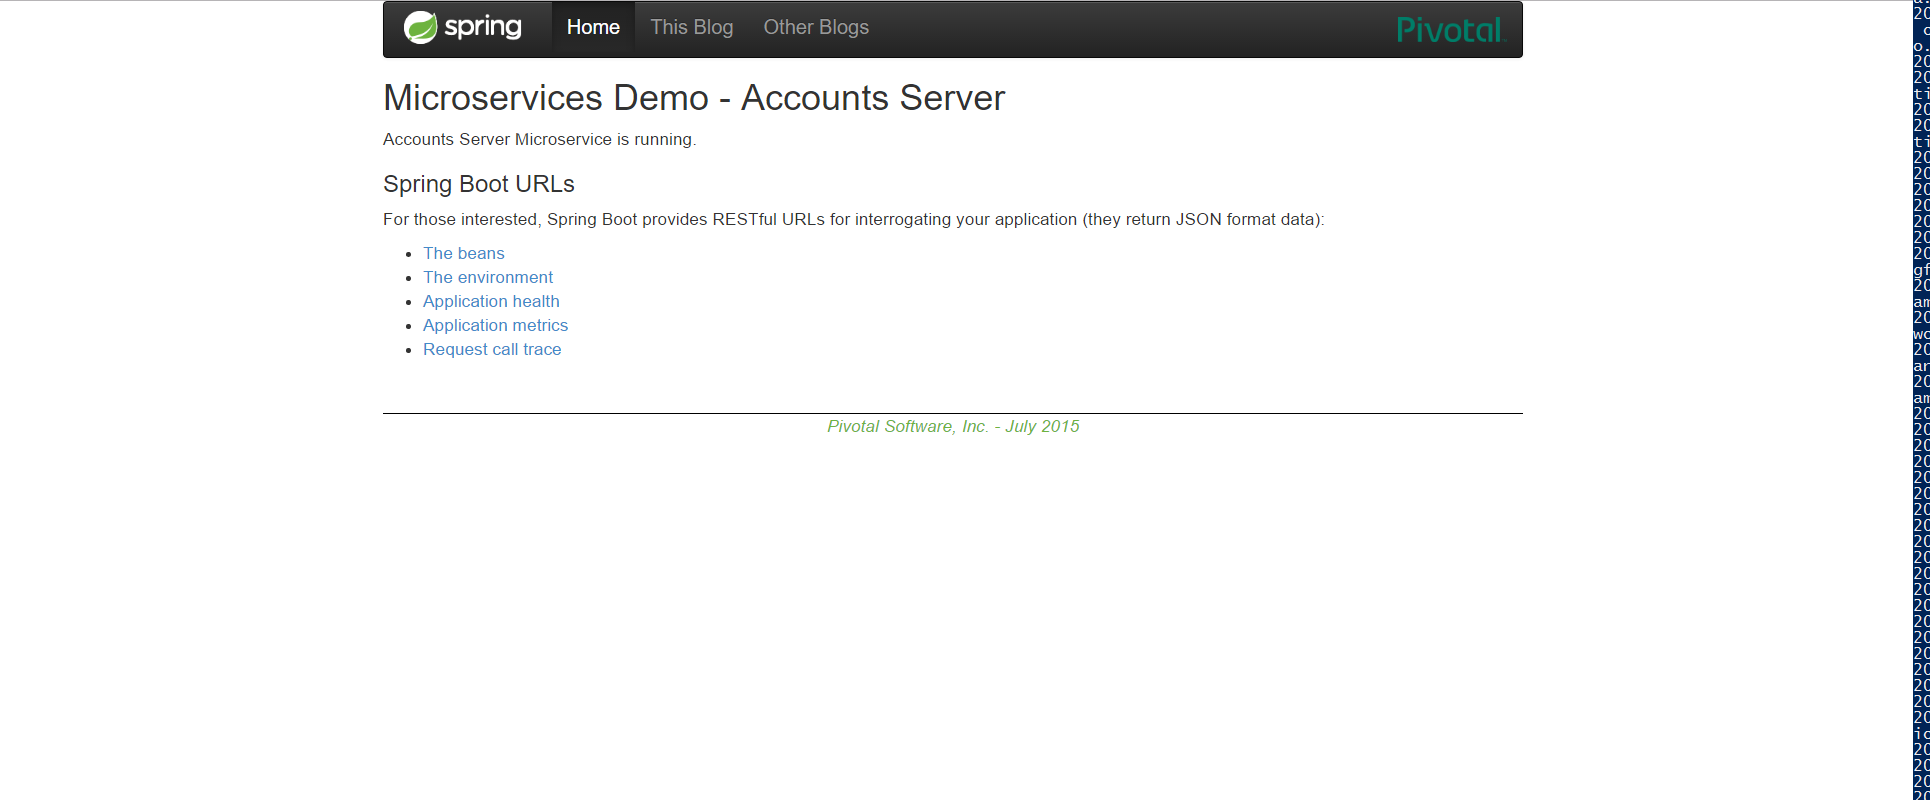 spring Home This Blog Other Blogs Pivotal
Microservices Demo - Accounts Server
Accounts Server Microservice is running.
Spring Boot URLs
For those interested, Spring Boot provides RESTful URLs for interrogating your application (they return JSON format data):
The beans
The environment
Application health
Application metrics
Request call trace
Pivotal Software, Inc. - July 2015